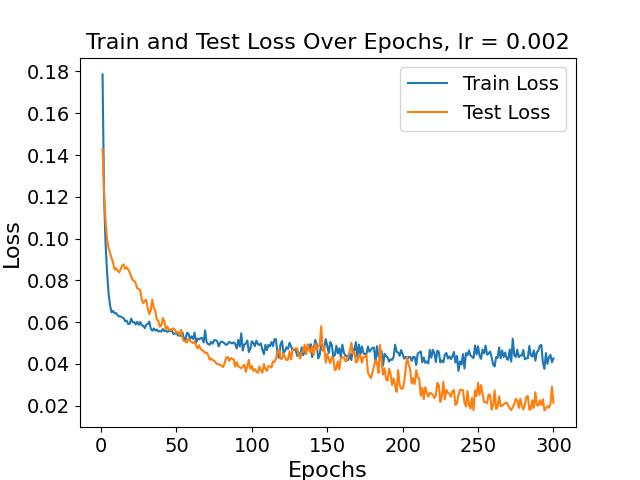 Train and Test Loss Over Epochs, lr = 0.002
Train Loss
Test Loss
Loss
0.18
0.16
0.14
0.12
0.10
0.08
0.06
0.04
0.02
0 50 100 150 200 250 300
Epochs